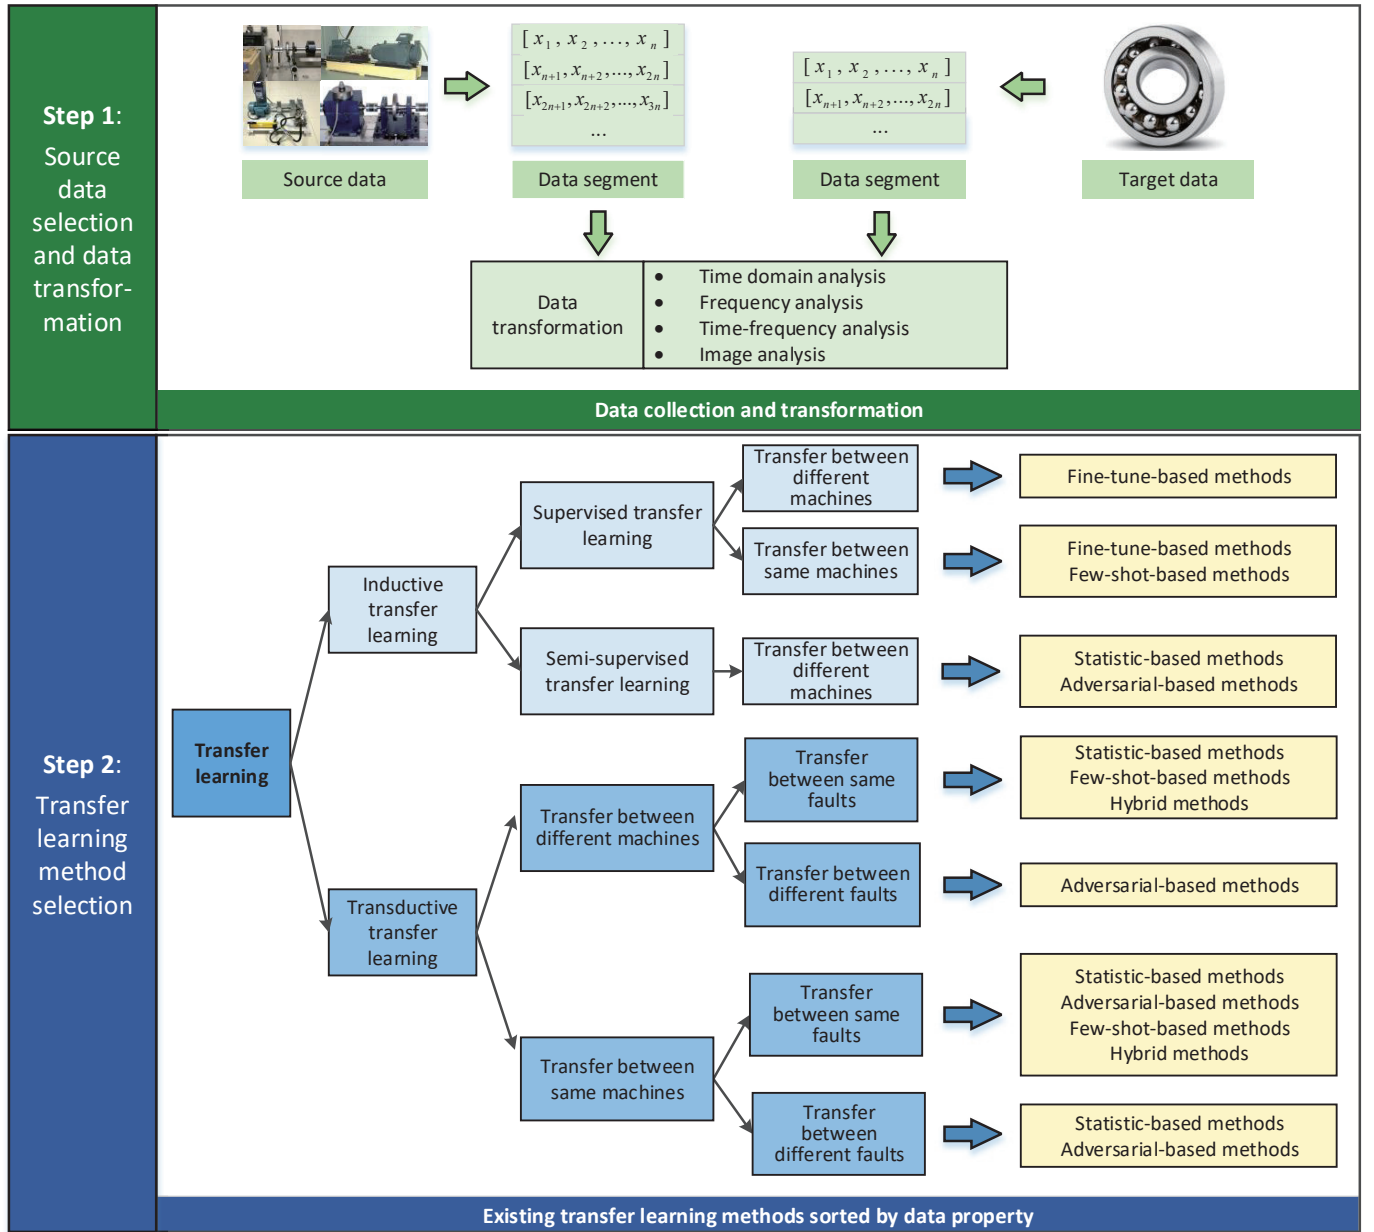 Step 1:
Source
data
selection
and data
transfor-
mation
[ x1 , x2 , ..., xn ]
[xn+1, xn+2, ..., x2n]
[x2n+1, x2n+2, ..., x3n]
...
[ x1 , x2 , ..., xn ]
[xn+1, xn+2, ..., x2n]
...
Source data
Data segment
Data segment
Target data
Data
transformation
• Time domain analysis
• Frequency analysis
• Time-frequency analysis
• Image analysis
Data collection and transformation
Step 2:
Transfer
learning
method
selection
Transfer
learning
Inductive
transfer
learning
Supervised transfer
learning
Transfer between
different
machines
Fine-tune-based methods
Transfer between
same machines
Fine-tune-based methods
Few-shot-based methods
Semi-supervised
transfer learning
Transfer between
different
machines
Statistic-based methods
Adversarial-based methods
Transductive
transfer
learning
Transfer between
different machines
Transfer
between same
faults
Statistic-based methods
Few-shot-based methods
Hybrid methods
Transfer between
different faults
Adversarial-based methods
Transfer between
same machines
Transfer
between same
faults
Statistic-based methods
Adversarial-based methods
Few-shot-based methods
Hybrid methods
Transfer
between
different faults
Statistic-based methods
Adversarial-based methods
Existing transfer learning methods sorted by data property